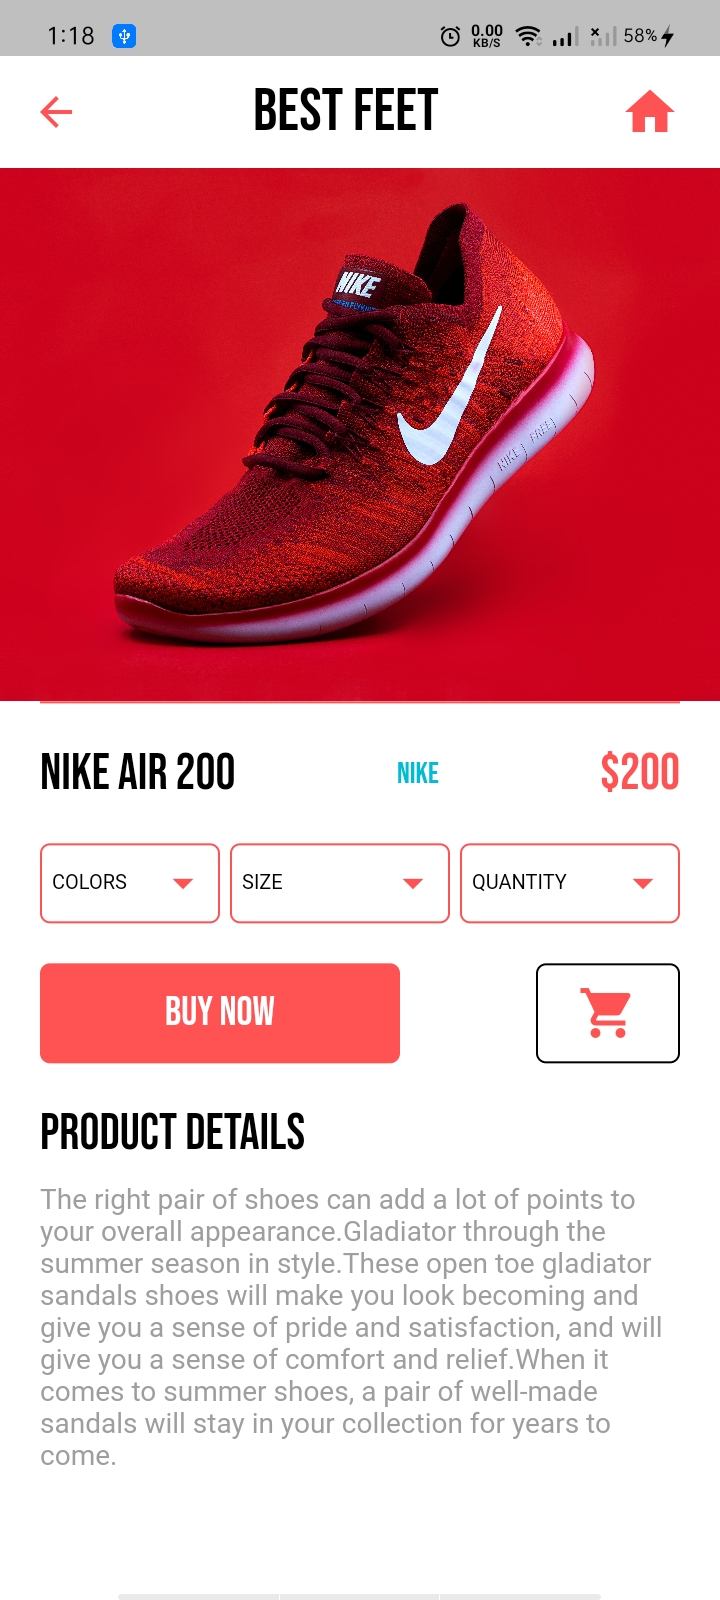 1:18 0.00 KB/S 58%
BEST FEET
NIKE
NIKE FREE
NIKE AIR 200 NIKE $200
COLORS SIZE QUANTITY
BUY NOW
PRODUCT DETAILS
The right pair of shoes can add a lot of points to
your overall appearance.Gladiator through the
summer season in style.These open toe gladiator
sandals shoes will make you look becoming and
give you a sense of pride and satisfaction, and will
give you a sense of comfort and relief.When it
comes to summer shoes, a pair of well-made
sandals will stay in your collection for years to
come.